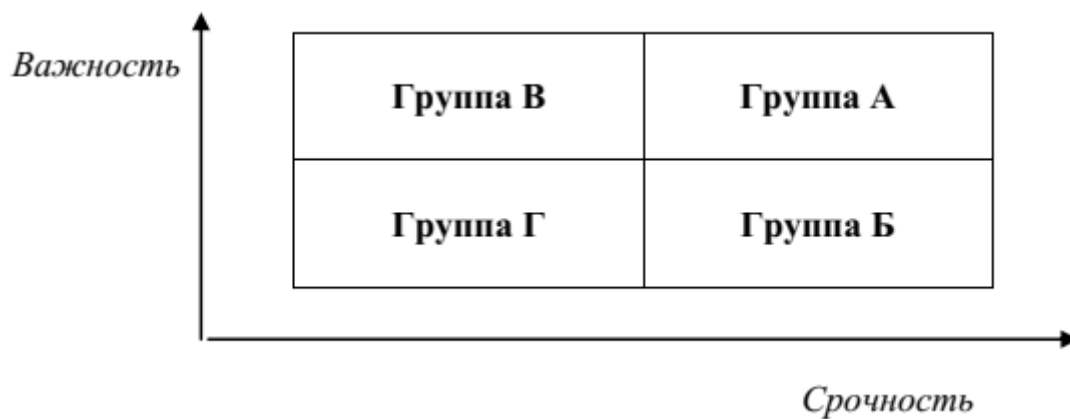 Важность
Группа В Группа А
Группа Г Группа Б
Срочность